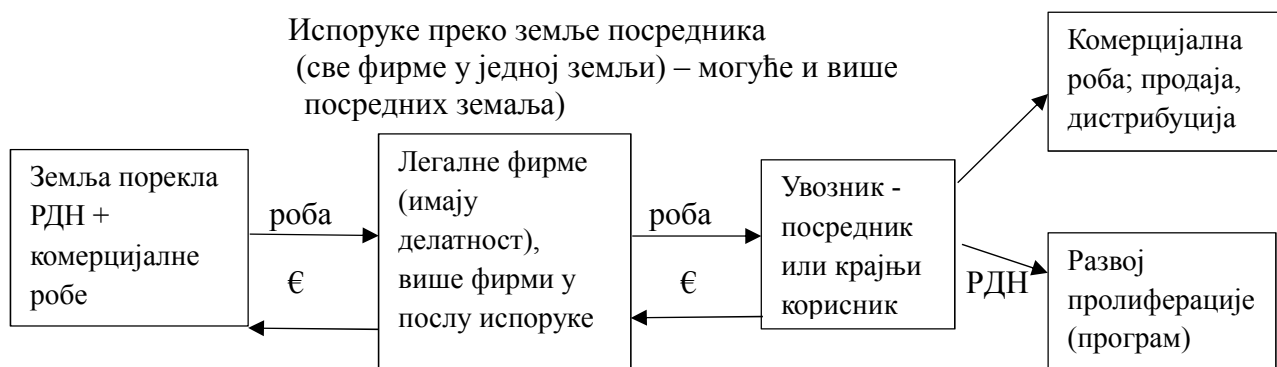 Испоруке преко земље посредника
(све фирме у једној земљи) – могуће и више
посредних земаља)
Земља порекла
РДН +
комерцијалне
робе
роба
€
Легалне фирме
(имају
делатност),
више фирми у
послу испоруке
роба
€
Увозник -
посредник
или крајњи
корисник
РДН
Комерцијална
роба; продаја,
дистрибуција
Развој
пролиферације
(програм)